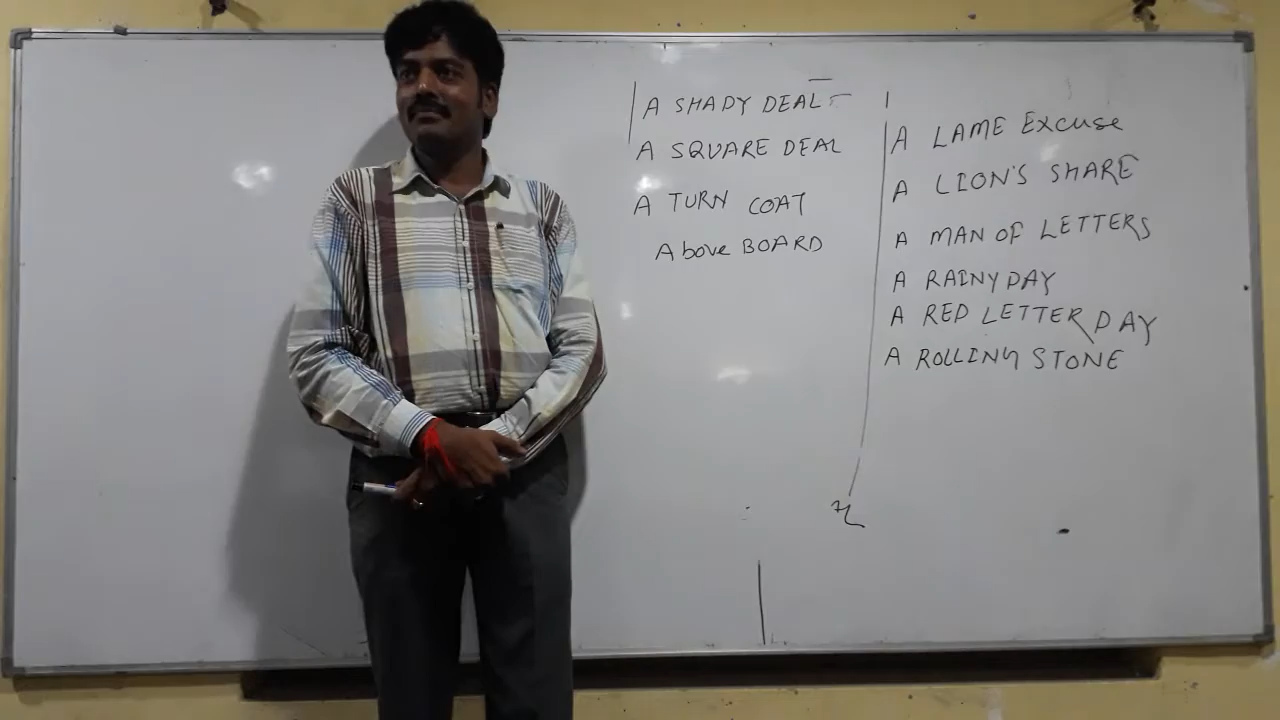 A SHADY DEAL
A SQUARE DEAL
A TURN COAT
Above BOARD
A LAME Excuse
A LION'S SHARE
A MAN OF LETTERS
A RAINY DAY
A RED LETTER DAY
A ROLLING STONE